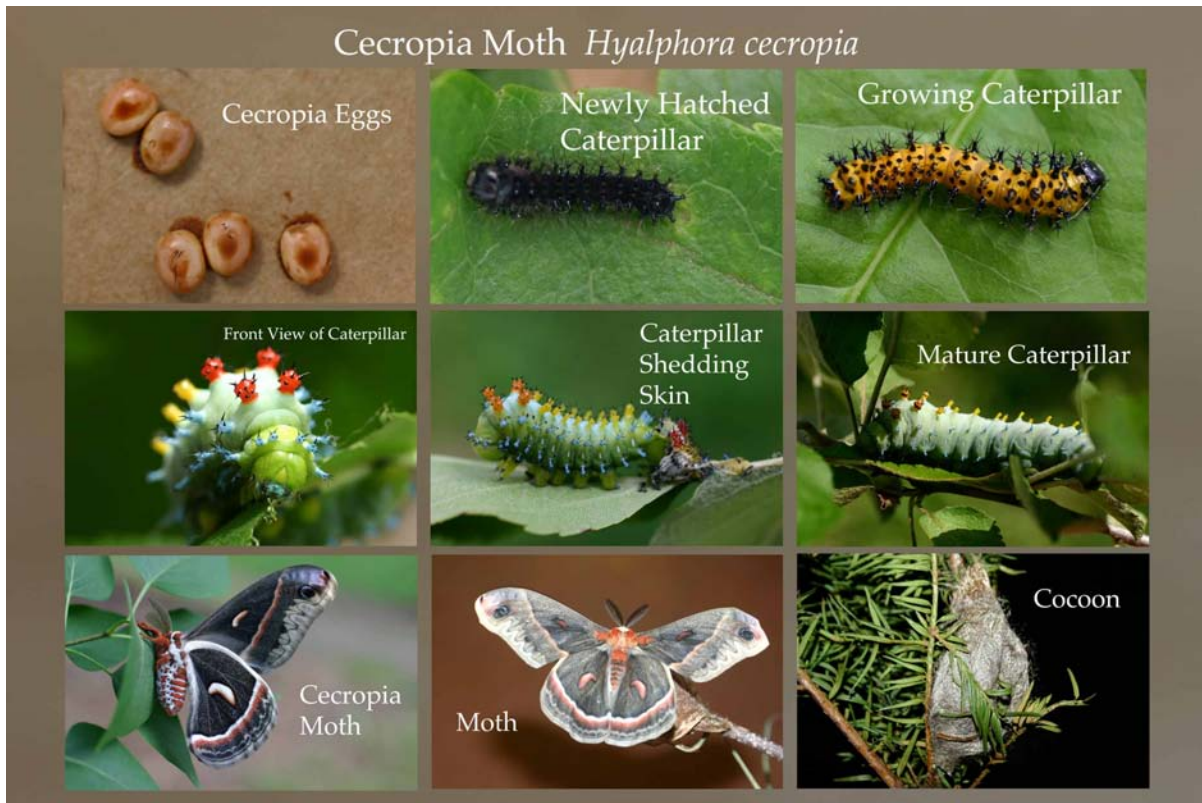 Cecropia Moth Hyalphora cecropia
Cecropia Eggs
Newly Hatched
Caterpillar
Growing Caterpillar
Front View of Caterpillar
Caterpillar
Shedding
Skin
Mature Caterpillar
Cecropia
Moth
Moth
Cocoon